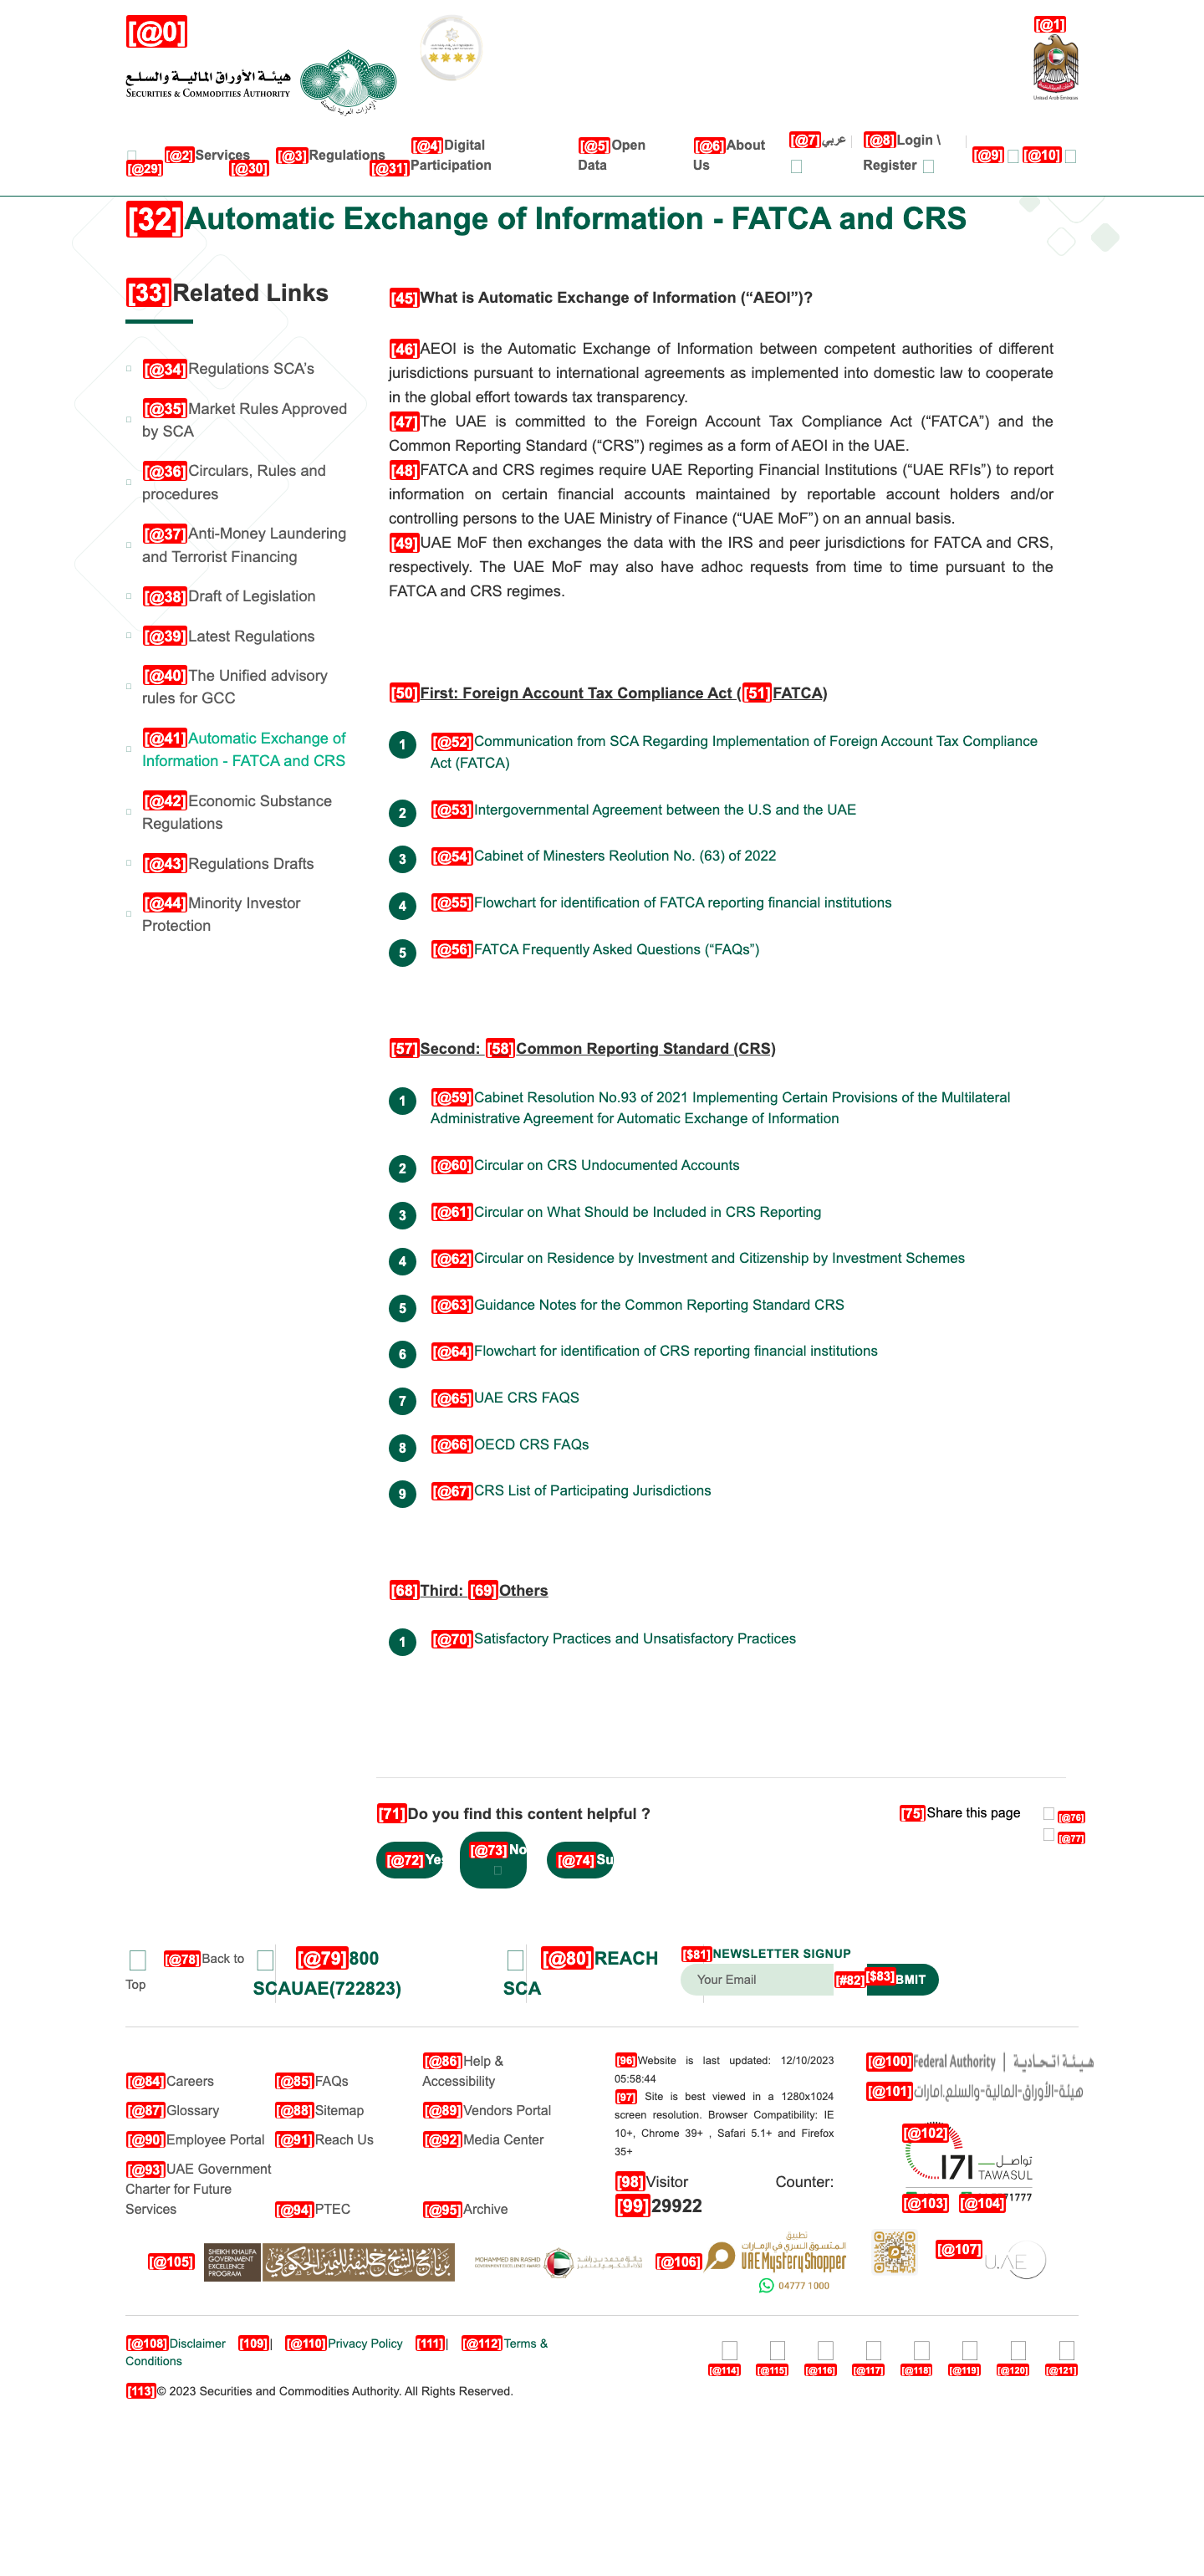 [@0]
[@1]
هيئة الأوراق المالية والسلع
SECURITIES & COMMODITIES AUTHORITY
United Arab Emirates
[@2]Services
[@3]Regulations
[@4]Digital Participation
[@5]Open Data
[@6]About Us
[@7]عربي
[@8]Login \ Register
[@9] [@10]
[@29] [@30] [@31]
[32]Automatic Exchange of Information - FATCA and CRS
[33]Related Links
[@34]Regulations SCA's
[@35]Market Rules Approved
by SCA
[@36]Circulars, Rules and
procedures
[@37]Anti-Money Laundering
and Terrorist Financing
[@38]Draft of Legislation
[@39]Latest Regulations
[@40]The Unified advisory
rules for GCC
[@41]Automatic Exchange of
Information - FATCA and CRS
[@42]Economic Substance
Regulations
[@43]Regulations Drafts
[@44]Minority Investor
Protection
[45]What is Automatic Exchange of Information (“AEOI”)?
[46]AEOI is the Automatic Exchange of Information between competent authorities of different
jurisdictions pursuant to international agreements as implemented into domestic law to cooperate
in the global effort towards tax transparency.
[47]The UAE is committed to the Foreign Account Tax Compliance Act (“FATCA”) and the
Common Reporting Standard (“CRS”) regimes as a form of AEOI in the UAE.
[48]FATCA and CRS regimes require UAE Reporting Financial Institutions (“UAE RFIs”) to report
information on certain financial accounts maintained by reportable account holders and/or
controlling persons to the UAE Ministry of Finance (“UAE MoF”) on an annual basis.
[49]UAE MoF then exchanges the data with the IRS and peer jurisdictions for FATCA and CRS,
respectively. The UAE MoF may also have adhoc requests from time to time pursuant to the
FATCA and CRS regimes.
[50]First: Foreign Account Tax Compliance Act ([51]FATCA)
1 [@52]Communication from SCA Regarding Implementation of Foreign Account Tax Compliance
Act (FATCA)
2 [@53]Intergovernmental Agreement between the U.S and the UAE
3 [@54]Cabinet of Minesters Reolution No. (63) of 2022
4 [@55]Flowchart for identification of FATCA reporting financial institutions
5 [@56]FATCA Frequently Asked Questions (“FAQs”)
[57]Second: [58]Common Reporting Standard (CRS)
1 [@59]Cabinet Resolution No.93 of 2021 Implementing Certain Provisions of the Multilateral
Administrative Agreement for Automatic Exchange of Information
2 [@60]Circular on CRS Undocumented Accounts
3 [@61]Circular on What Should be Included in CRS Reporting
4 [@62]Circular on Residence by Investment and Citizenship by Investment Schemes
5 [@63]Guidance Notes for the Common Reporting Standard CRS
6 [@64]Flowchart for identification of CRS reporting financial institutions
7 [@65]UAE CRS FAQS
8 [@66]OECD CRS FAQs
9 [@67]CRS List of Participating Jurisdictions
[68]Third: [69]Others
1 [@70]Satisfactory Practices and Unsatisfactory Practices
[71]Do you find this content helpful ?
[@72]Yes [@73]No [@74]Su
[75]Share this page [@76]
[@77]
[@78]Back to
Top
[@79]800
SCAUAE(722823)
[@80]REACH
SCA
[$81]NEWSLETTER SIGNUP
Your Email [#82] [$83]BMIT
[@84]Careers [@85]FAQs [@86]Help &
Accessibility
[@87]Glossary [@88]Sitemap [@89]Vendors Portal
[@90]Employee Portal [@91]Reach Us [@92]Media Center
[@93]UAE Government
Charter for Future
Services [@94]PTEC [@95]Archive
[96]Website is last updated: 12/10/2023
05:58:44
[97] Site is best viewed in a 1280x1024
screen resolution. Browser Compatibility: IE
10+, Chrome 39+ , Safari 5.1+ and Firefox
35+
[98]Visitor Counter:
[99]29922
[@100]Federal Authority | هيئة اتحادية
[@101]هيئة-الأوراق-المالية-والسلع.امارات
[@102]
171 تواصل
TAWASUL
[@103] [@104] 71777
[@105]
SHEIKH KHALIFA
GOVERNMENT
EXCELLENCE
PROGRAM
برنامج الشيخ خليفة للتميز الحكومي
MOHAMMED BIN RASHID
GOVERNMENT EXCELLENCE AWARD
[@106]
تطبيق
المتسوق السري في الإمارات
UAE Mystery Shopper
04777 1000
[@107]
U.AE
[@108]Disclaimer [109]| [@110]Privacy Policy [111]| [@112]Terms &
Conditions
[113]© 2023 Securities and Commodities Authority. All Rights Reserved.
[@114] [@115] [@116] [@117] [@118] [@119] [@120] [@121]